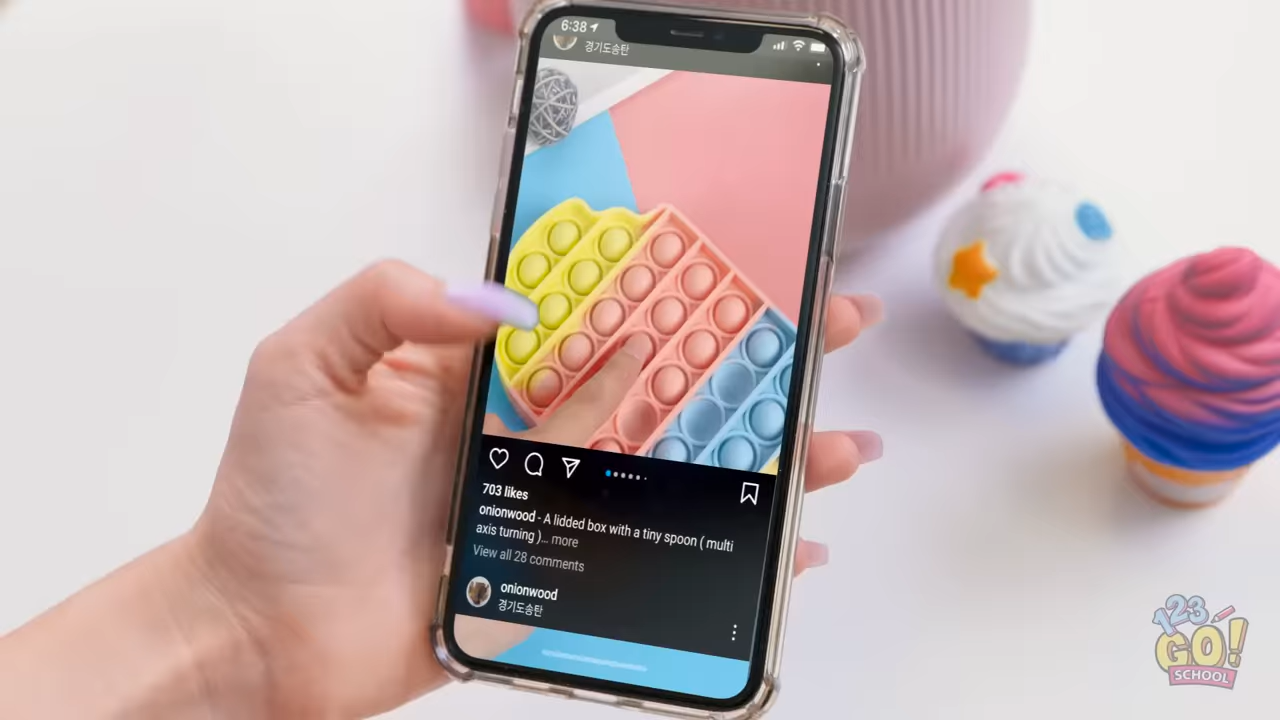 6:38
경기도송탄
703 likes
onionwood - A lidded box with a tiny spoon ( multi
axis turning )... more
View all 28 comments
onionwood
경기도송탄
123
GO!
SCHOOL